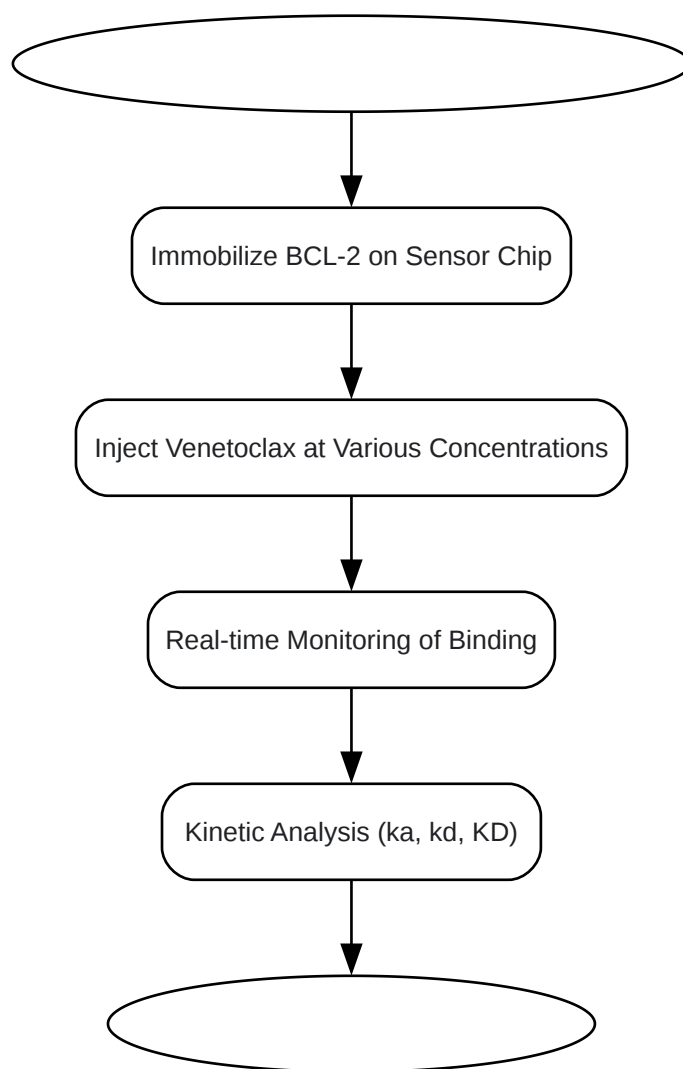 Immobilize BCL-2 on Sensor Chip
Inject Venetoclax at Various Concentrations
Real-time Monitoring of Binding
Kinetic Analysis (ka, kd, KD)